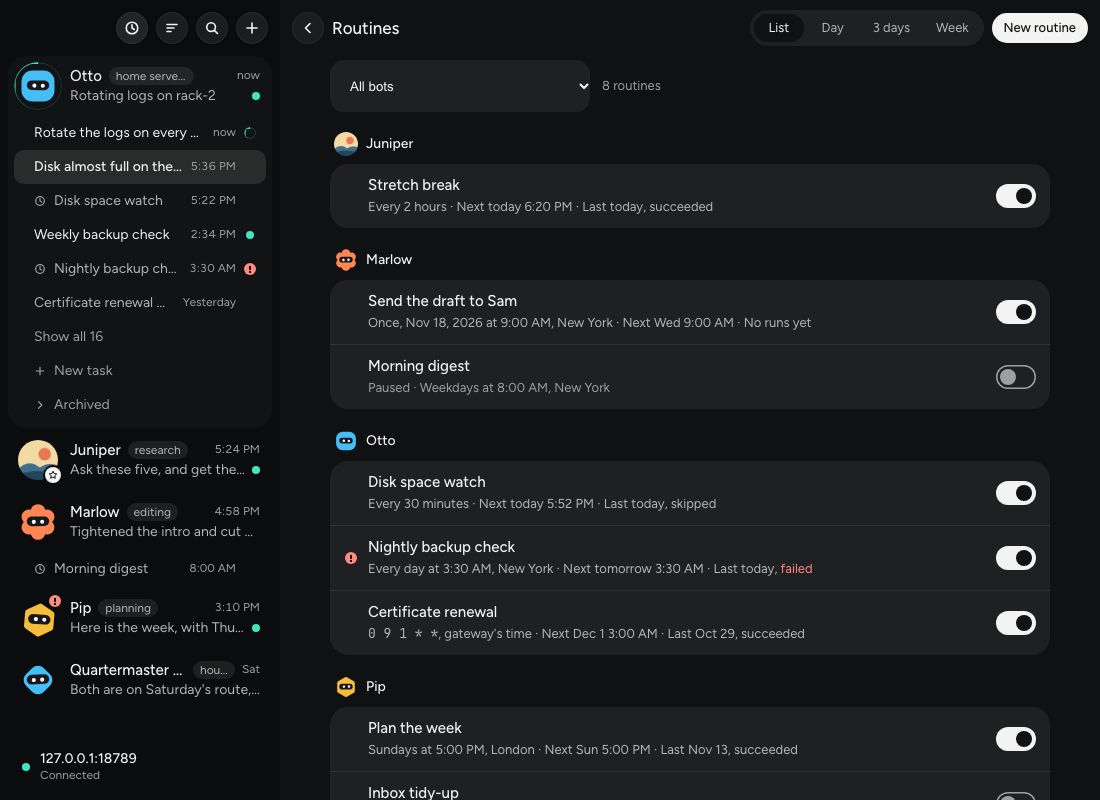 Routines
List
Day
3 days
Week
New routine
Otto
home serve...
now
Rotating logs on rack-2
Rotate the logs on every ...
now
Disk almost full on the...
5:36 PM
Disk space watch
5:22 PM
Weekly backup check
2:34 PM
Nightly backup ch...
3:30 AM
Certificate renewal ...
Yesterday
Show all 16
New task
Archived
Juniper
research
5:24 PM
Ask these five, and get the...
Marlow
editing
4:58 PM
Tightened the intro and cut ...
Morning digest
8:00 AM
Pip
planning
3:10 PM
Here is the week, with Thu...
Quartermaster ...
hou...
Sat
Both are on Saturday's route,...
127.0.0.1:18789
Connected
All bots
8 routines
Juniper
Stretch break
Every 2 hours · Next today 6:20 PM · Last today, succeeded
Marlow
Send the draft to Sam
Once, Nov 18, 2026 at 9:00 AM, New York · Next Wed 9:00 AM · No runs yet
Morning digest
Paused · Weekdays at 8:00 AM, New York
Otto
Disk space watch
Every 30 minutes · Next today 5:52 PM · Last today, skipped
Nightly backup check
Every day at 3:30 AM, New York · Next tomorrow 3:30 AM · Last today, failed
Certificate renewal
0 9 1 * *, gateway's time · Next Dec 1 3:00 AM · Last Oct 29, succeeded
Pip
Plan the week
Sundays at 5:00 PM, London · Next Sun 5:00 PM · Last Nov 13, succeeded
Inbox tidy-up